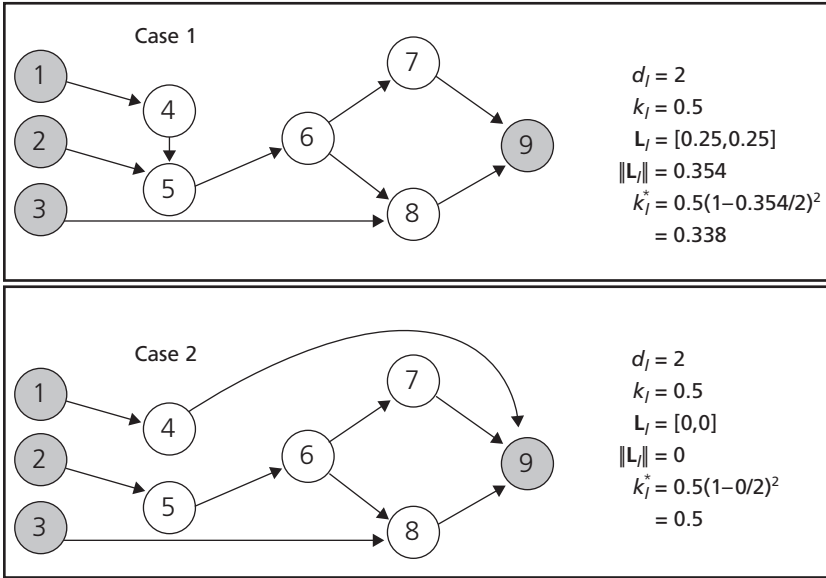 Case 1
1
2
3
4
5
6
7
8
9
d_l = 2
k_l = 0.5
L_l = [0.25,0.25]
‖L_l‖ = 0.354
k_l^* = 0.5(1–0.354/2)²
= 0.338
Case 2
1
2
3
4
5
6
7
8
9
d_l = 2
k_l = 0.5
L_l = [0,0]
‖L_l‖ = 0
k_l^* = 0.5(1–0/2)²
= 0.5